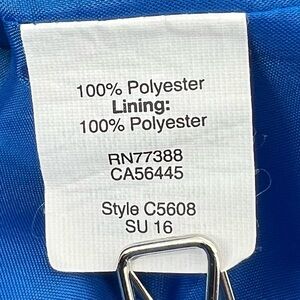 100% Polyester
Lining:
100% Polyester
RN77388
CA56445
Style C5608
SU 16